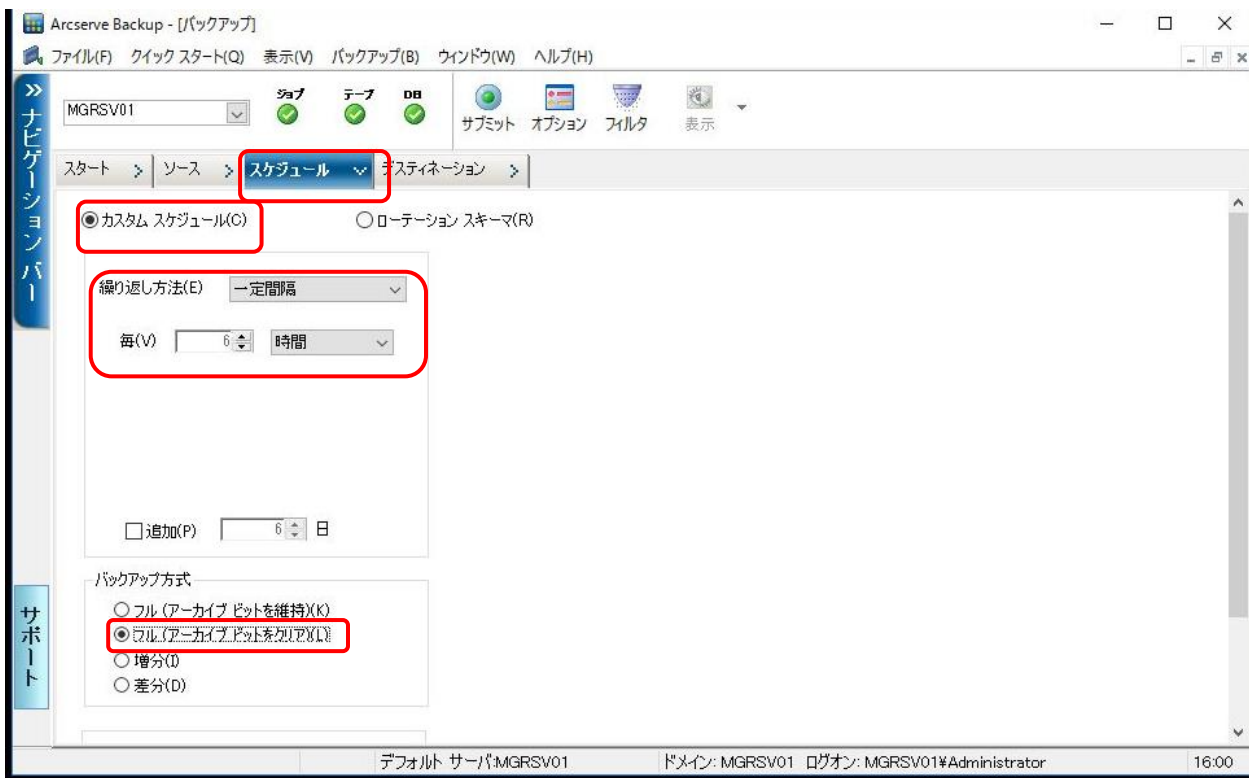 Arcserve Backup - [バックアップ]
ファイル(F) クイック スタート(Q) 表示(V) バックアップ(B) ウィンドウ(W) ヘルプ(H)
ナビゲーション バー
MGRSV01
ジョブ テープ DB
サブミット オプション フィルタ 表示
スタート ソース スケジュール デスティネーション
カスタム スケジュール(C) ローテーション スキーマ(R)
繰り返し方法(E) 一定間隔
毎(V) 6 時間
追加(P) 6 日
バックアップ方式
フル (アーカイブ ビットを維持)(K)
フル (アーカイブ ビットをクリア)(L)
増分(I)
差分(D)
サポート
デフォルト サーバ:MGRSV01 ドメイン: MGRSV01 ログオン: MGRSV01¥Administrator 16:00